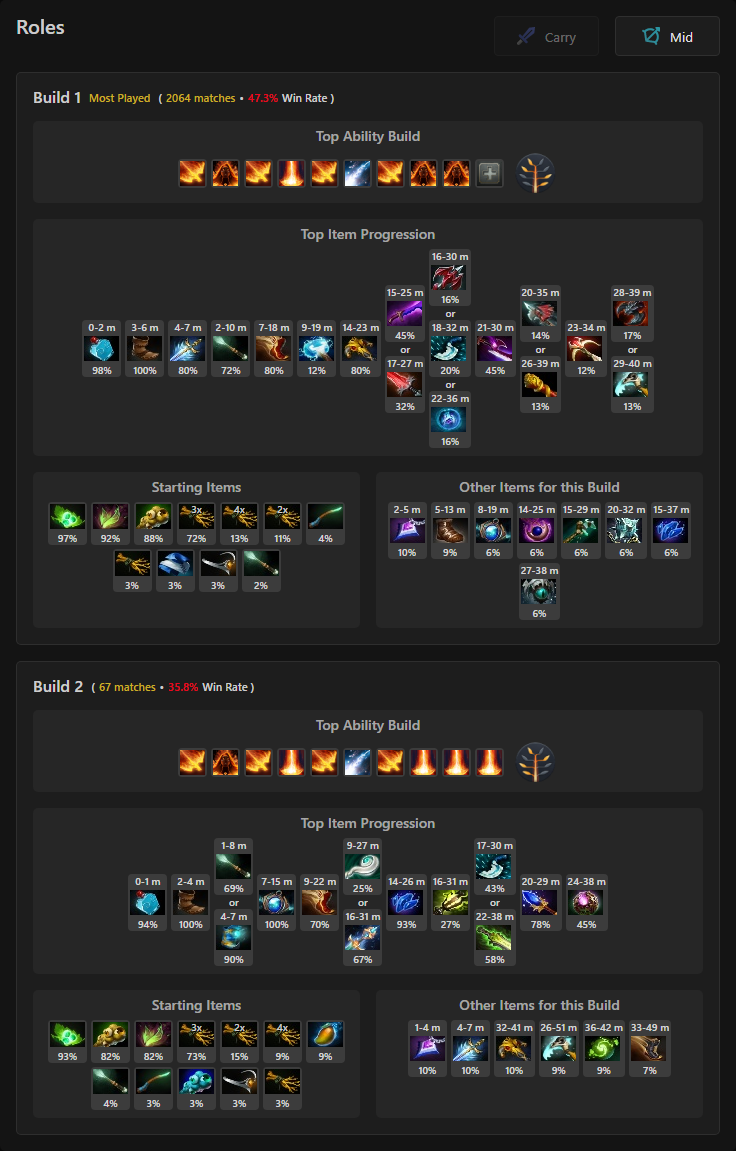 Roles
Carry
Mid
Build 1 Most Played ( 2064 matches • 47.3% Win Rate )
Top Ability Build
Top Item Progression
16-30 m
16%
15-25 m or 20-35 m 28-39 m
0-2 m 3-6 m 4-7 m 2-10 m 7-18 m 9-19 m 14-23 m 45% 18-32 m 21-30 m 14% 23-34 m 17%
or or or
98% 100% 80% 72% 80% 12% 80% 17-27 m 20% 45% 26-39 m 12% 29-40 m
or
32% 22-36 m 13% 13%
16%
Starting Items
3x 4x 2x
97% 92% 88% 72% 13% 11% 4%
3% 3% 3% 2%
Other Items for this Build
2-5 m 5-13 m 8-19 m 14-25 m 15-29 m 20-32 m 15-37 m
10% 9% 6% 6% 6% 6% 6%
27-38 m
6%
Build 2 ( 67 matches • 35.8% Win Rate )
Top Ability Build
Top Item Progression
1-8 m 9-27 m 17-30 m
0-1 m 2-4 m 69% 7-15 m 9-22 m 25% 14-26 m 16-31 m 43% 20-29 m 24-38 m
or or or
94% 100% 4-7 m 100% 70% 16-31 m 93% 27% 22-38 m 78% 45%
90% 67% 58%
Starting Items
3x 2x 4x
93% 82% 82% 73% 15% 9% 9%
4% 3% 3% 3% 3%
Other Items for this Build
1-4 m 4-7 m 32-41 m 26-51 m 36-42 m 33-49 m
10% 10% 10% 9% 9% 7%